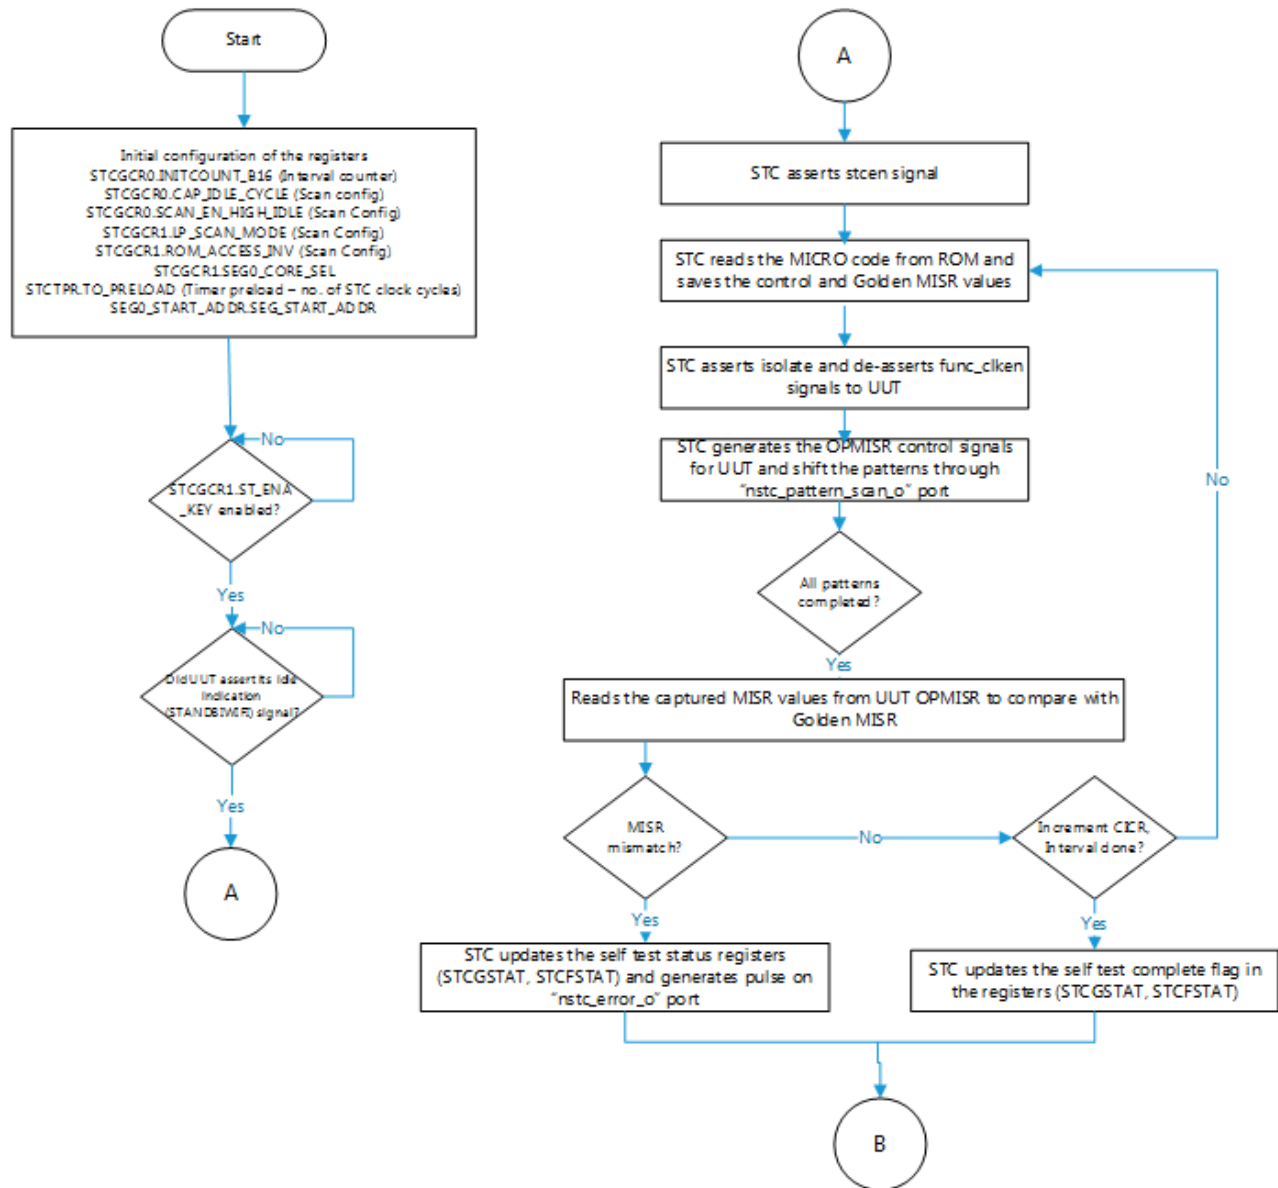 Start
Initial configuration of the registers
STCGCR0.INITCOUNT_B16 (Interval counter)
STCGCR0.CAP_IDLE_CYCLE (Scan config)
STCGCR0.SCAN_EN_HIGH_IDLE (Scan Config)
STCGCR1.LP_SCAN_MODE (Scan Config)
STCGCR1.ROM_ACCESS_INV (Scan Config)
STCGCR1.SEG0_CORE_SEL
STCTPR.TO_PRELOAD (Timer preload – no. of STC clock cycles)
SEG0_START_ADDR.SEG_START_ADDR
No
STCGCR1.ST_ENA
_KEY enabled?
Yes
No
Did UUT assert its Idle
Indication
(STANDBIWIFI) signal?
Yes
A
A
STC asserts stcen signal
STC reads the MICRO code from ROM and
saves the control and Golden MISR values
STC asserts isolate and de-asserts func_clken
signals to UUT
STC generates the OPMISR control signals
for UUT and shift the patterns through
“nstc_pattern_scan_o” port
No
All patterns
completed?
Yes
Reads the captured MISR values from UUT OPMISR to compare with
Golden MISR
MISR
mismatch?
No
Increment CICR,
Interval done?
Yes
Yes
STC updates the self test status registers
(STCGSTAT, STCFSTAT) and generates pulse on
“nstc_error_o” port
STC updates the self test complete flag in
the registers (STCGSTAT, STCFSTAT)
B